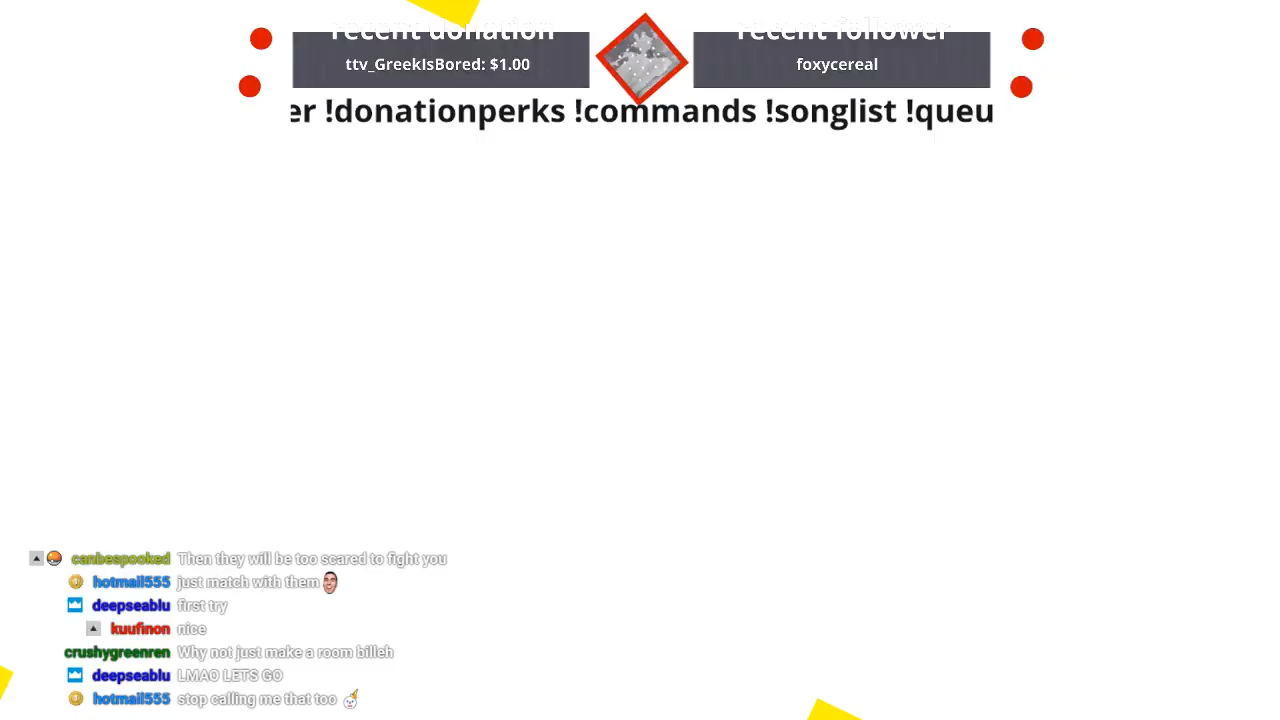 recent donation
recent follower
ttv_GreekIsBored: $1.00
foxycereal
er !donationperks !commands !songlist !queu
canbespooked Then they will be too scared to fight you
hotmail555 just match with them
deepseablu first try
kuufinon nice
crushygreenren Why not just make a room billeh
deepseablu LMAO LETS GO
hotmail555 stop calling me that too